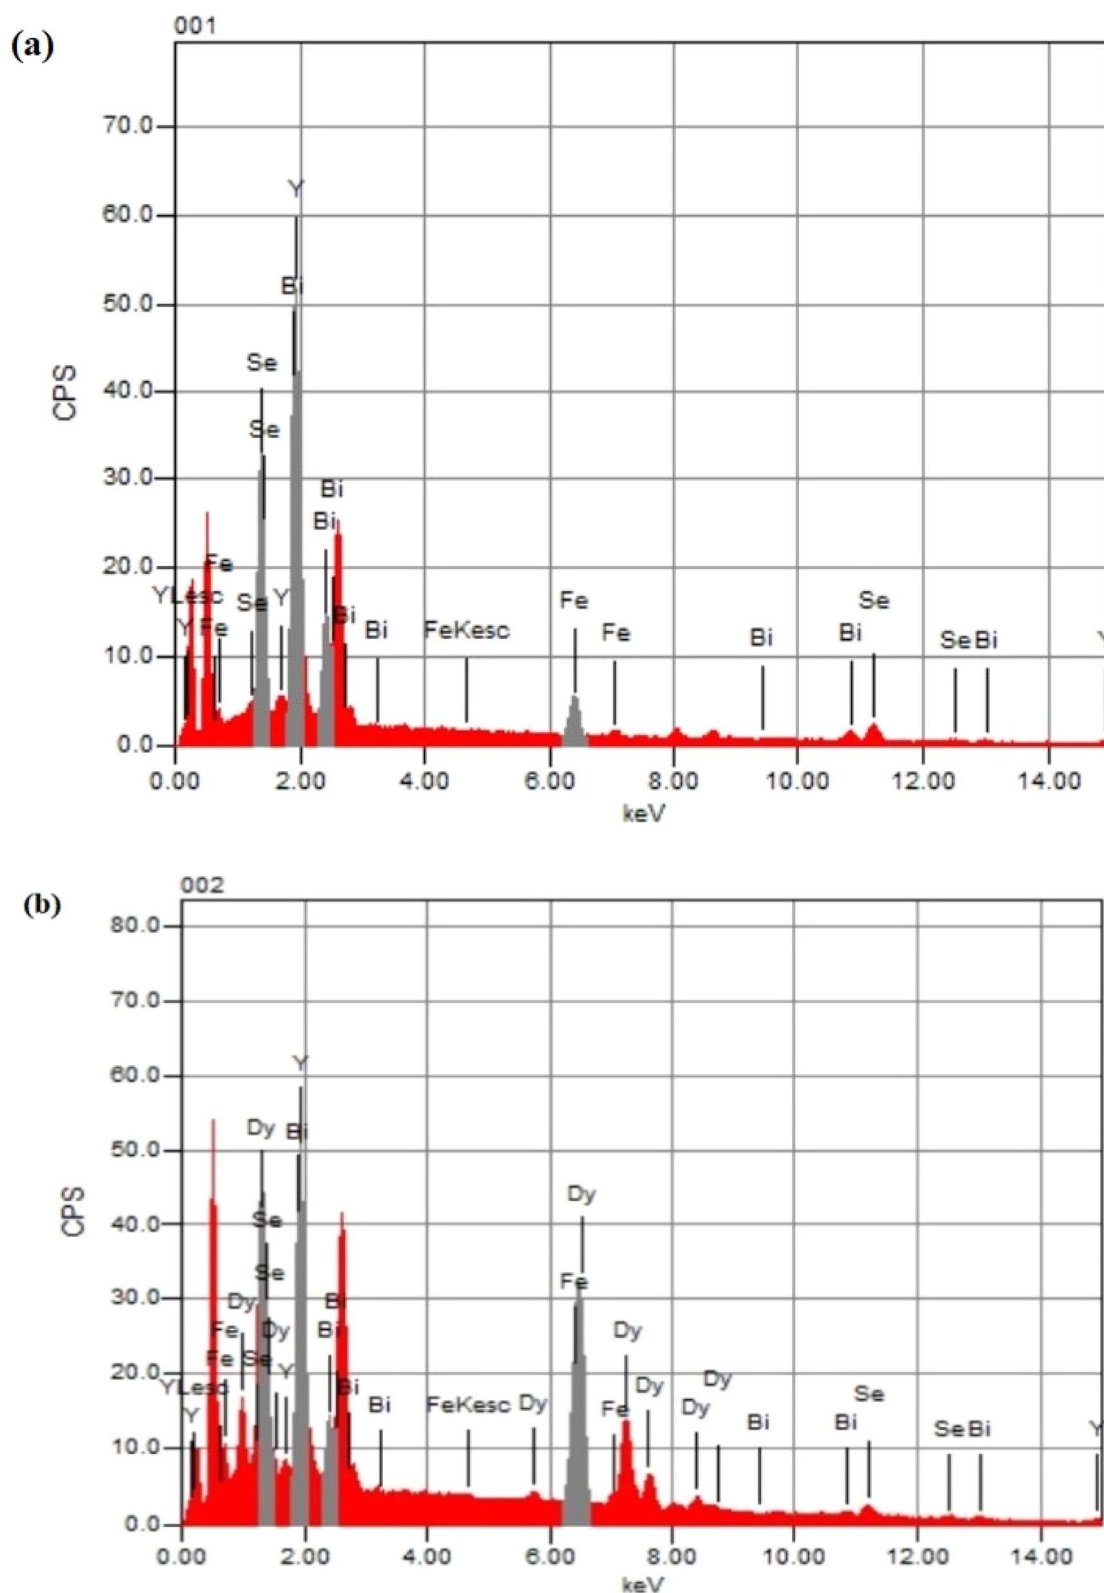 (a)
001
70.0
60.0
50.0
40.0
30.0
20.0
10.0
0.0
CPS
Y
Bi
Se
Se
Bi
Bi
Fe
YLesc
Y
Fe
Se
Y
Bi
Bi
FeKesc
Fe
Fe
Bi
Bi
Se
Se
Bi
0.00 2.00 4.00 6.00 8.00 10.00 12.00 14.00
keV
(b)
002
80.0
70.0
60.0
50.0
40.0
30.0
20.0
10.0
0.0
CPS
Y
Dy
Bi
Se
Se
Dy
Bi
Fe
Dy
Bi
Fe
Se
Y
YLesc
Y
Bi
Bi
FeKesc
Dy
Dy
Fe
Dy
Fe
Dy
Dy
Dy
Bi
Bi
Se
Se
Bi
Y
0.00 2.00 4.00 6.00 8.00 10.00 12.00 14.00
keV